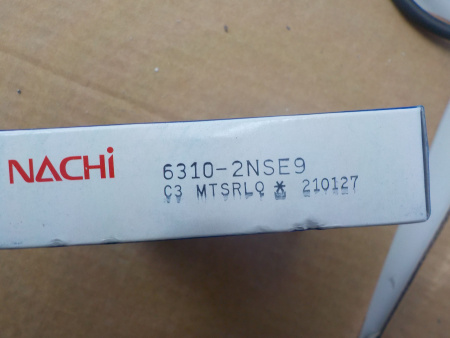 NACHi
6310-2NSE9
C3 MTSRLQ * 210127